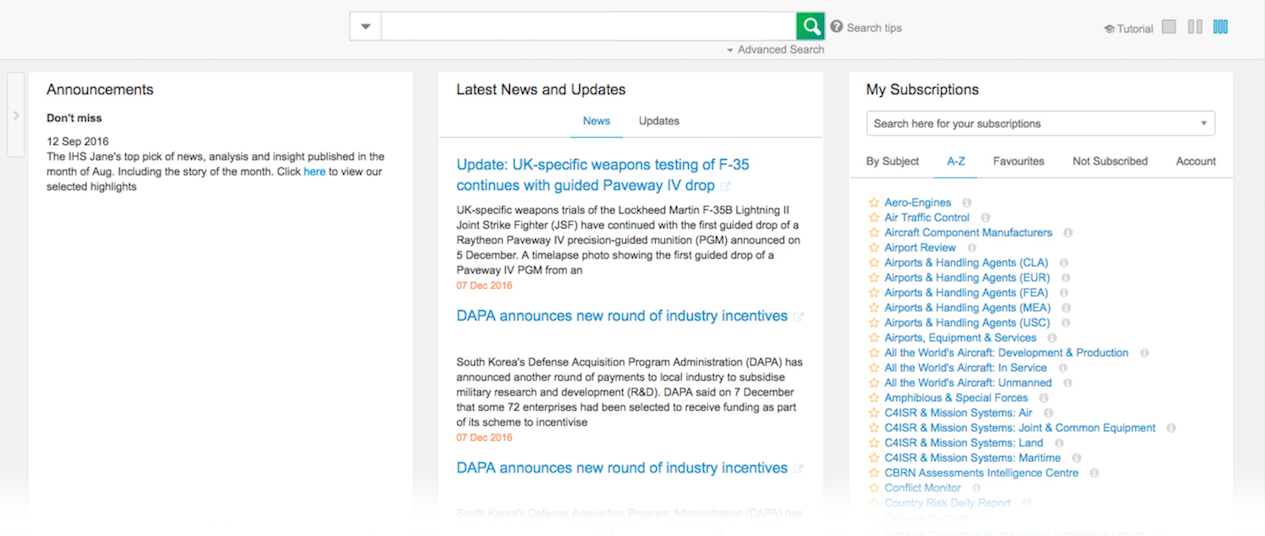 Search tips
Tutorial
Advanced Search
Announcements
Don't miss
12 Sep 2016
The IHS Jane's top pick of news, analysis and insight published in the
month of Aug. Including the story of the month. Click here to view our
selected highlights
Latest News and Updates
News Updates
Update: UK-specific weapons testing of F-35
continues with guided Paveway IV drop
UK-specific weapons trials of the Lockheed Martin F-35B Lightning II
Joint Strike Fighter (JSF) have continued with the first guided drop of a
Raytheon Paveway IV precision-guided munition (PGM) announced on
5 December. A timelapse photo showing the first guided drop of a
Paveway IV PGM from an
07 Dec 2016
DAPA announces new round of industry incentives
South Korea's Defense Acquisition Program Administration (DAPA) has
announced another round of payments to local industry to subsidise
military research and development (R&D). DAPA said on 7 December
that some 72 enterprises had been selected to receive funding as part
of its scheme to incentivise
07 Dec 2016
DAPA announces new round of industry incentives
South Korea's Defense Acquisition Program Administration (DAPA) has
My Subscriptions
Search here for your subscriptions
By Subject A-Z Favourites Not Subscribed Account
Aero-Engines
Air Traffic Control
Aircraft Component Manufacturers
Airport Review
Airports & Handling Agents (CLA)
Airports & Handling Agents (EUR)
Airports & Handling Agents (FEA)
Airports & Handling Agents (MEA)
Airports & Handling Agents (USC)
Airports, Equipment & Services
All the World's Aircraft: Development & Production
All the World's Aircraft: In Service
All the World's Aircraft: Unmanned
Amphibious & Special Forces
C4ISR & Mission Systems: Air
C4ISR & Mission Systems: Joint & Common Equipment
C4ISR & Mission Systems: Land
C4ISR & Mission Systems: Maritime
CBRN Assessments Intelligence Centre
Conflict Monitor
Country Risk Daily Report